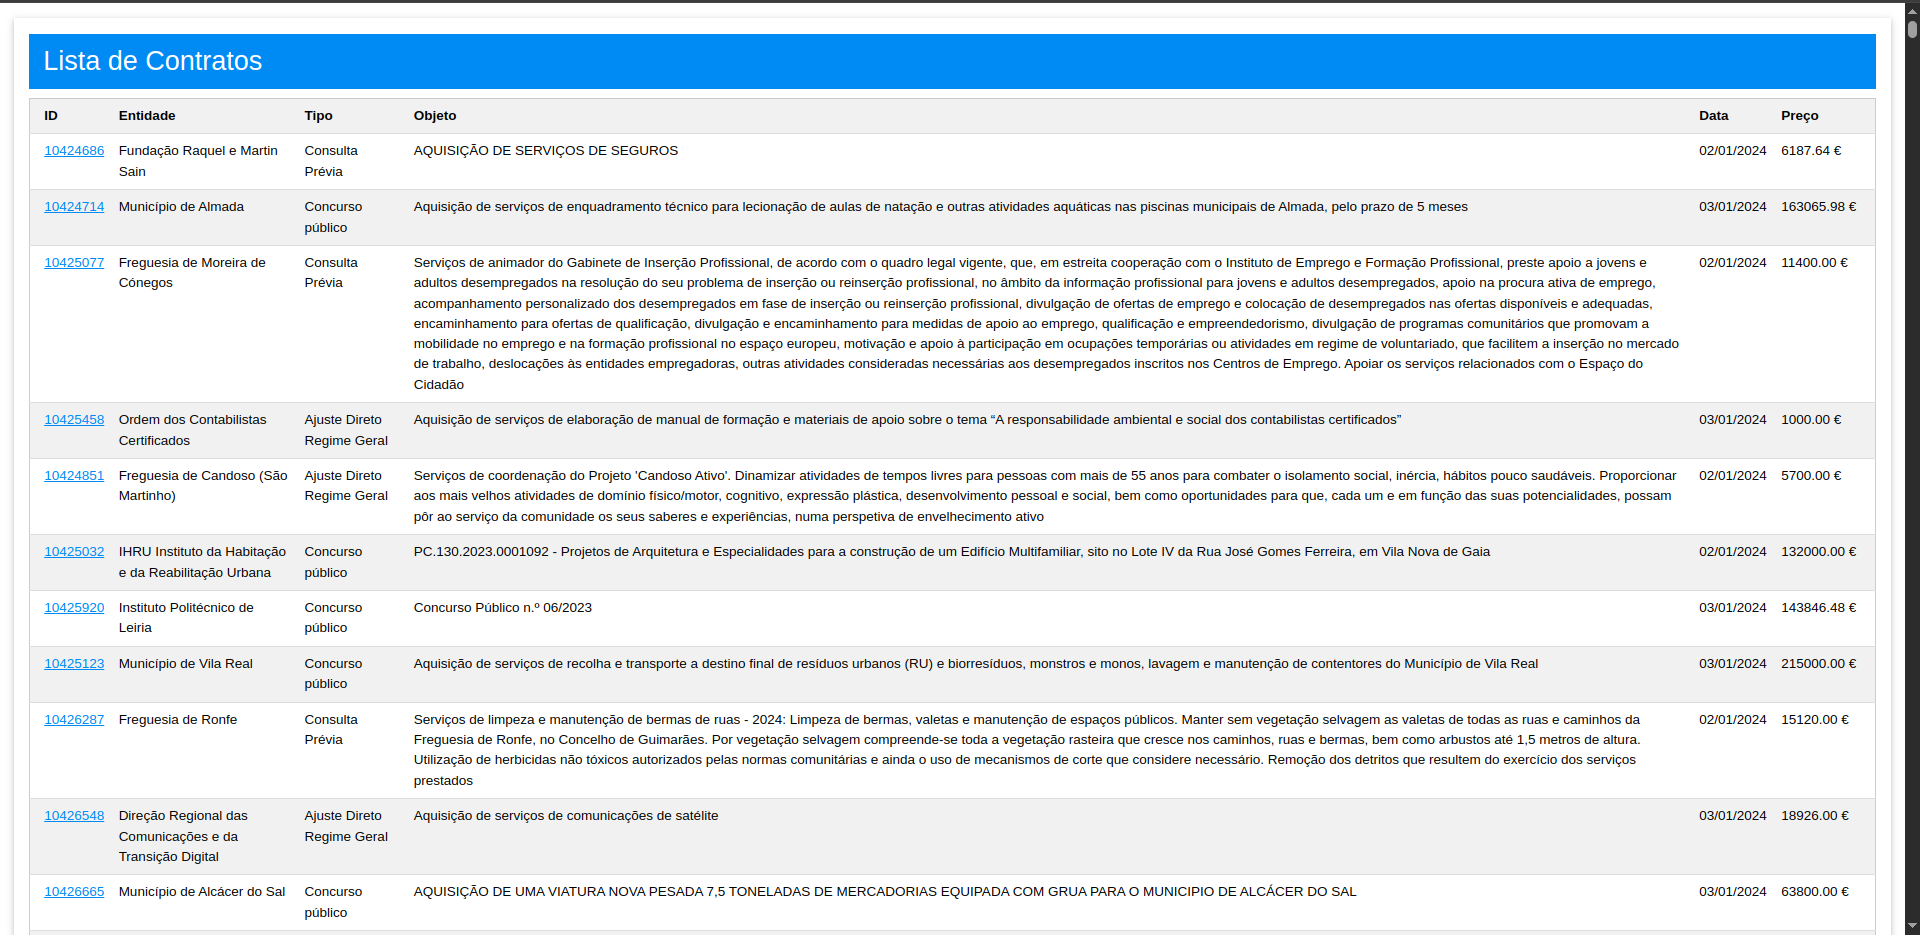 Lista de Contratos
ID Entidade Tipo Objeto Data Preço
10424686 Fundação Raquel e Martin Consulta AQUISIÇÃO DE SERVIÇOS DE SEGUROS 02/01/2024 6187.64 €
Sain Prévia
10424714 Município de Almada Concurso Aquisição de serviços de enquadramento técnico para lecionação de aulas de natação e outras atividades aquáticas nas piscinas municipais de Almada, pelo prazo de 5 meses 03/01/2024 163065.98 €
público
10425077 Freguesia de Moreira de Consulta Serviços de animador do Gabinete de Inserção Profissional, de acordo com o quadro legal vigente, que, em estreita cooperação com o Instituto de Emprego e Formação Profissional, preste apoio a jovens e 02/01/2024 11400.00 €
Cónegos Prévia adultos desempregados na resolução do seu problema de inserção ou reinserção profissional, no âmbito da informação profissional para jovens e adultos desempregados, apoio na procura ativa de emprego,
acompanhamento personalizado dos desempregados em fase de inserção ou reinserção profissional, divulgação de ofertas de emprego e colocação de desempregados nas ofertas disponíveis e adequadas,
encaminhamento para ofertas de qualificação, divulgação e encaminhamento para medidas de apoio ao emprego, qualificação e empreendedorismo, divulgação de programas comunitários que promovam a
mobilidade no emprego e na formação profissional no espaço europeu, motivação e apoio à participação em ocupações temporárias ou atividades em regime de voluntariado, que facilitem a inserção no mercado
de trabalho, deslocações às entidades empregadoras, outras atividades consideradas necessárias aos desempregados inscritos nos Centros de Emprego. Apoiar os serviços relacionados com o Espaço do
Cidadão
10425458 Ordem dos Contabilistas Ajuste Direto Aquisição de serviços de elaboração de manual de formação e materiais de apoio sobre o tema “A responsabilidade ambiental e social dos contabilistas certificados” 03/01/2024 1000.00 €
Certificados Regime Geral
10424851 Freguesia de Candoso (São Ajuste Direto Serviços de coordenação do Projeto 'Candoso Ativo'. Dinamizar atividades de tempos livres para pessoas com mais de 55 anos para combater o isolamento social, inércia, hábitos pouco saudáveis. Proporcionar 02/01/2024 5700.00 €
Martinho) Regime Geral aos mais velhos atividades de domínio físico/motor, cognitivo, expressão plástica, desenvolvimento pessoal e social, bem como oportunidades para que, cada um e em função das suas potencialidades, possam
pôr ao serviço da comunidade os seus saberes e experiências, numa perspetiva de envelhecimento ativo
10425032 IHRU Instituto da Habitação Concurso PC.130.2023.0001092 - Projetos de Arquitetura e Especialidades para a construção de um Edifício Multifamiliar, sito no Lote IV da Rua José Gomes Ferreira, em Vila Nova de Gaia 02/01/2024 132000.00 €
e da Reabilitação Urbana público
10425920 Instituto Politécnico de Concurso Concurso Público n.º 06/2023 03/01/2024 143846.48 €
Leiria público
10425123 Município de Vila Real Concurso Aquisição de serviços de recolha e transporte a destino final de resíduos urbanos (RU) e biorresíduos, monstros e monos, lavagem e manutenção de contentores do Município de Vila Real 03/01/2024 215000.00 €
público
10426287 Freguesia de Ronfe Consulta Serviços de limpeza e manutenção de bermas de ruas - 2024: Limpeza de bermas, valetas e manutenção de espaços públicos. Manter sem vegetação selvagem as valetas de todas as ruas e caminhos da 02/01/2024 15120.00 €
Prévia Freguesia de Ronfe, no Concelho de Guimarães. Por vegetação selvagem compreende-se toda a vegetação rasteira que cresce nos caminhos, ruas e bermas, bem como arbustos até 1,5 metros de altura.
Utilização de herbicidas não tóxicos autorizados pelas normas comunitárias e ainda o uso de mecanismos de corte que considere necessário. Remoção dos detritos que resultem do exercício dos serviços
prestados
10426548 Direção Regional das Ajuste Direto Aquisição de serviços de comunicações de satélite 03/01/2024 18926.00 €
Comunicações e da Regime Geral
Transição Digital
10426665 Município de Alcácer do Sal Concurso AQUISIÇÃO DE UMA VIATURA NOVA PESADA 7,5 TONELADAS DE MERCADORIAS EQUIPADA COM GRUA PARA O MUNICIPIO DE ALCÁCER DO SAL 03/01/2024 63800.00 €
público